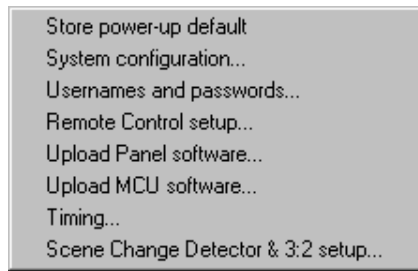 Store power-up default
System configuration...
Usernames and passwords...
Remote Control setup...
Upload Panel software...
Upload MCU software...
Timing...
Scene Change Detector & 3:2 setup...